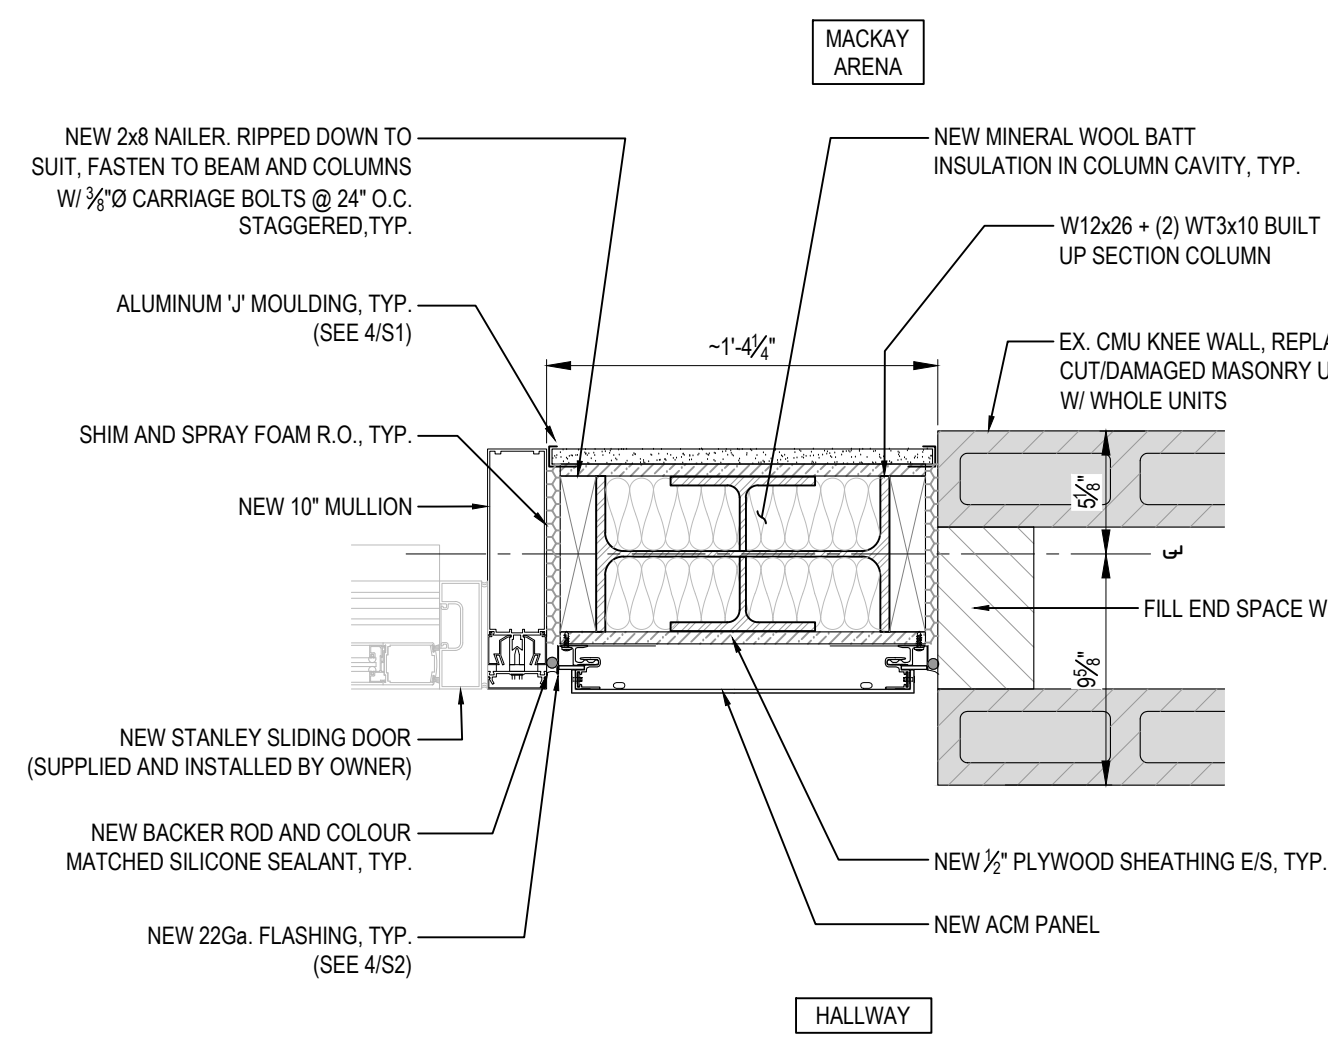 MACKAY
ARENA
NEW 2x8 NAILER. RIPPED DOWN TO
SUIT, FASTEN TO BEAM AND COLUMNS
W/ ⅜"Ø CARRIAGE BOLTS @ 24" O.C.
STAGGERED,TYP.
ALUMINUM 'J' MOULDING, TYP.
(SEE 4/S1)
SHIM AND SPRAY FOAM R.O., TYP.
NEW 10" MULLION
NEW STANLEY SLIDING DOOR
(SUPPLIED AND INSTALLED BY OWNER)
NEW BACKER ROD AND COLOUR
MATCHED SILICONE SEALANT, TYP.
NEW 22Ga. FLASHING, TYP.
(SEE 4/S2)
~1'-4¼"
NEW MINERAL WOOL BATT
INSULATION IN COLUMN CAVITY, TYP.
W12x26 + (2) WT3x10 BUILT
UP SECTION COLUMN
EX. CMU KNEE WALL, REPLA
CUT/DAMAGED MASONRY U
W/ WHOLE UNITS
5⅛"
℄
FILL END SPACE W
9⅝"
NEW ½" PLYWOOD SHEATHING E/S, TYP.
NEW ACM PANEL
HALLWAY